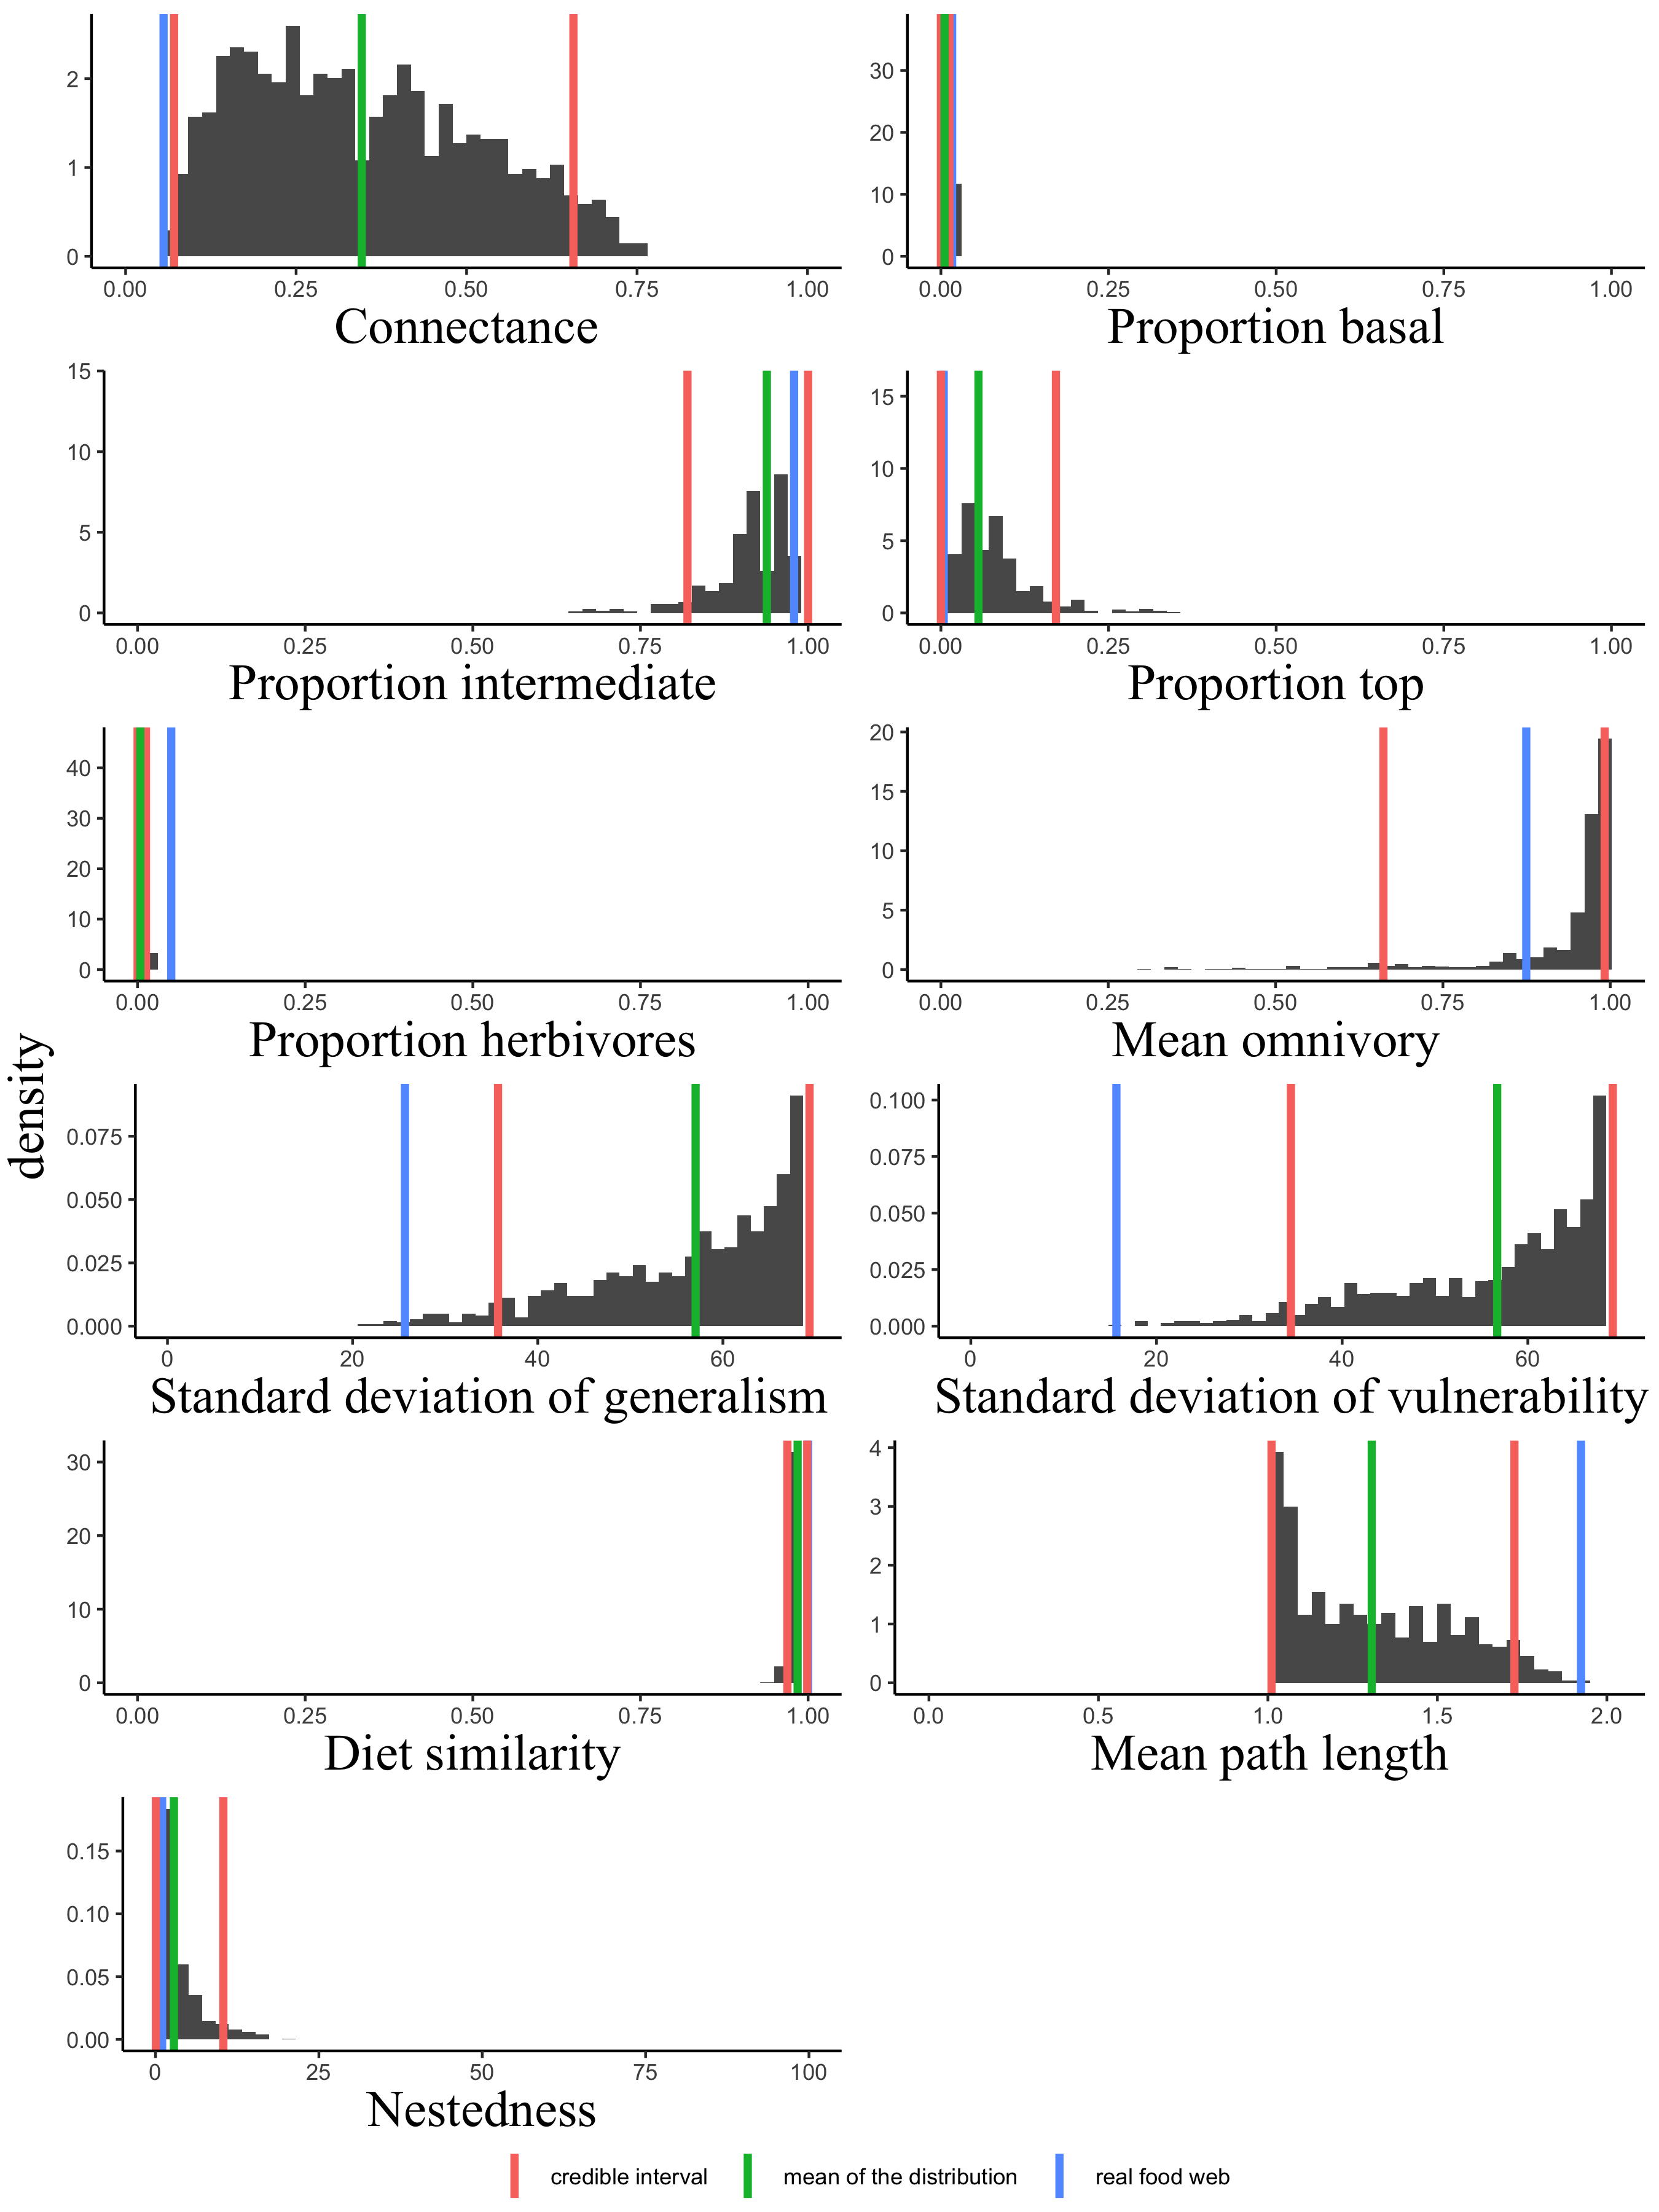 2
1
0
0.00 0.25 0.50 0.75 1.00
Connectance
30
20
10
0
0.00 0.25 0.50 0.75 1.00
Proportion basal
15
10
5
0
0.00 0.25 0.50 0.75 1.00
Proportion intermediate
15
10
5
0
0.00 0.25 0.50 0.75 1.00
Proportion top
40
30
20
10
0
0.00 0.25 0.50 0.75 1.00
Proportion herbivores
20
15
10
5
0
0.00 0.25 0.50 0.75 1.00
Mean omnivory
density
0.075
0.050
0.025
0.000
0 20 40 60
Standard deviation of generalism
0.100
0.075
0.050
0.025
0.000
0 20 40 60
Standard deviation of vulnerability
30
20
10
0
0.00 0.25 0.50 0.75 1.00
Diet similarity
4
3
2
1
0
0.0 0.5 1.0 1.5 2.0
Mean path length
0.15
0.10
0.05
0.00
0 25 50 75 100
Nestedness
credible interval mean of the distribution real food web